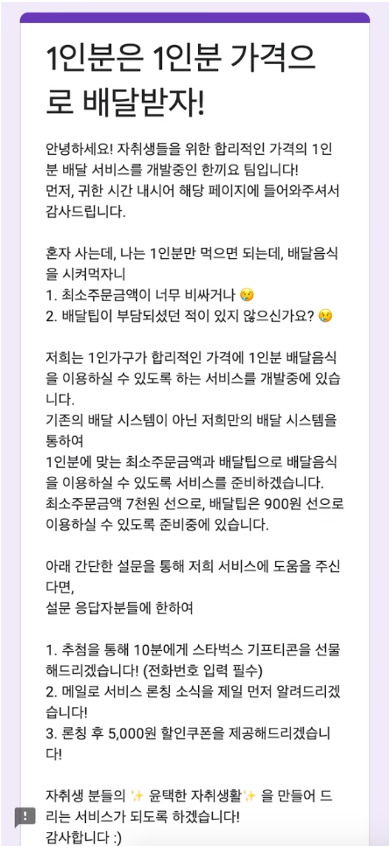 1인분은 1인분 가격으
로 배달받자!
안녕하세요! 자취생들을 위한 합리적인 가격의 1인
분 배달 서비스를 개발중인 한끼요 팀입니다!
먼저, 귀한 시간 내시어 해당 페이지에 들어와주셔서
감사드립니다.
혼자 사는데, 나는 1인분만 먹으면 되는데, 배달음식
을 시켜먹자니
1. 최소주문금액이 너무 비싸거나 😢
2. 배달팁이 부담되셨던 적이 있지 않으신가요? 😢
저희는 1인가구가 합리적인 가격에 1인분 배달음식
을 이용하실 수 있도록 하는 서비스를 개발중에 있습
니다.
기존의 배달 시스템이 아닌 저희만의 배달 시스템을
통하여
1인분에 맞는 최소주문금액과 배달팁으로 배달음식
을 이용하실 수 있도록 서비스를 준비하겠습니다.
최소주문금액 7천원 선으로, 배달팁은 900원 선으로
이용하실 수 있도록 준비중에 있습니다.
아래 간단한 설문을 통해 저희 서비스에 도움을 주신
다면,
설문 응답자분들에 한하여
1. 추첨을 통해 10분에게 스타벅스 기프티콘을 선물
해드리겠습니다! (전화번호 입력 필수)
2. 메일로 서비스 론칭 소식을 제일 먼저 알려드리겠
습니다!
3. 론칭 후 5,000원 할인쿠폰을 제공해드리겠습니
다!
자취생 분들의 ✨ 윤택한 자취생활✨ 을 만들어 드
리는 서비스가 되도록 하겠습니다!
감사합니다 :)